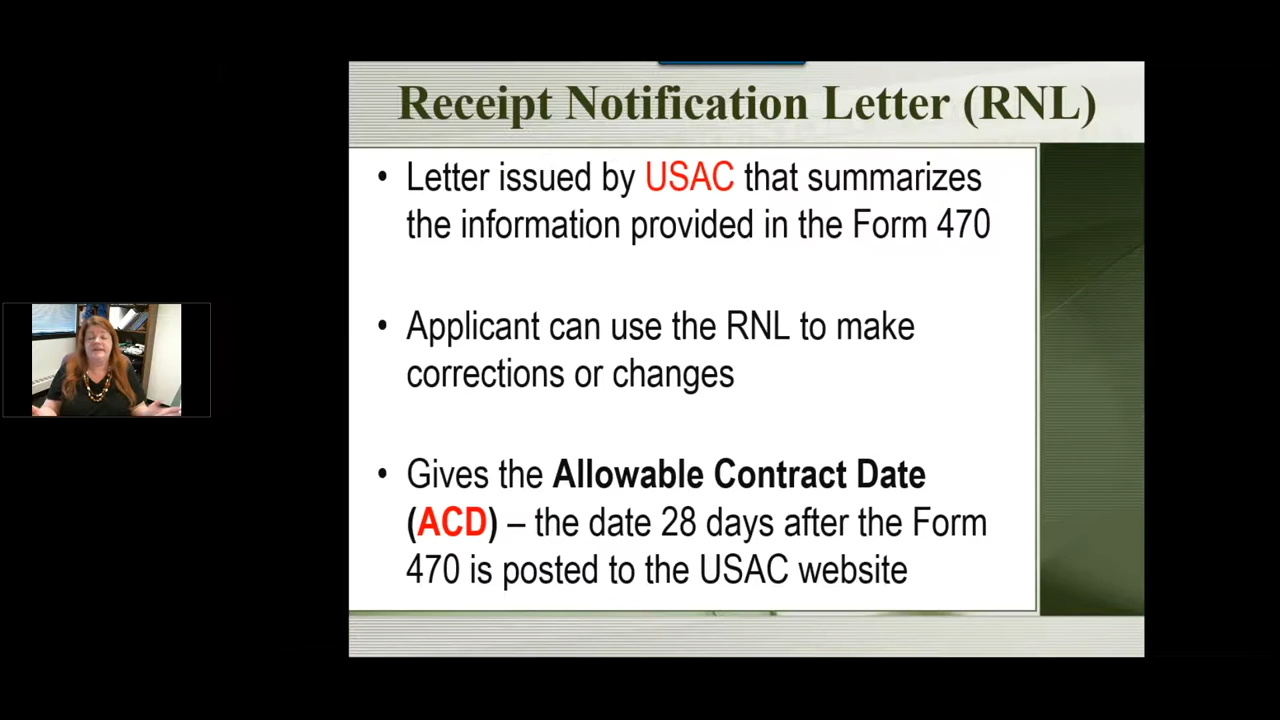 Receipt Notification Letter (RNL)
• Letter issued by USAC that summarizes
the information provided in the Form 470
• Applicant can use the RNL to make
corrections or changes
• Gives the Allowable Contract Date
(ACD) – the date 28 days after the Form
470 is posted to the USAC website